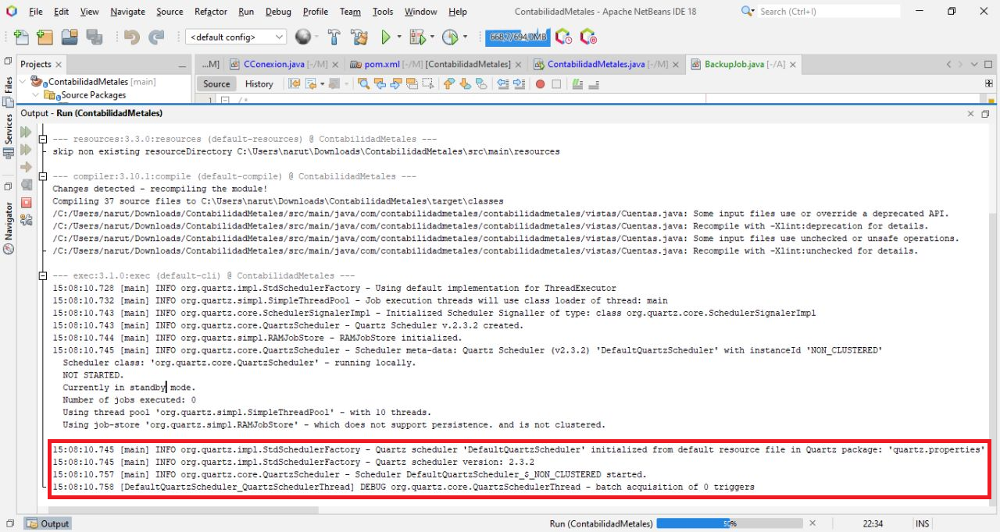 File Edit View Navigate Source Refactor Run Debug Profile Team Tools Window Help ContabilidadMetales - Apache NetBeans IDE 18 Search (Ctrl+I)
<default config> 668,7/694,0MB
Projects ...M] CConexion.java [-/M] pom.xml [-/M] [ContabilidadMetales] ContabilidadMetales.java [-/M] BackupJob.java [-/A]
ContabilidadMetales [main] Source History
Source Packages 1 /*
Files
Services
Navigator
Output - Run (ContabilidadMetales)
--- resources:3.3.0:resources (default-resources) @ ContabilidadMetales ---
skip non existing resourceDirectory C:\Users\narut\Downloads\ContabilidadMetales\src\main\resources
--- compiler:3.10.1:compile (default-compile) @ ContabilidadMetales ---
Changes detected - recompiling the module!
Compiling 37 source files to C:\Users\narut\Downloads\ContabilidadMetales\target\classes
/C:/Users/narut/Downloads/ContabilidadMetales/src/main/java/com/contabilidadmetales/contabilidadmetales/vistas/Cuentas.java: Some input files use or override a deprecated API.
/C:/Users/narut/Downloads/ContabilidadMetales/src/main/java/com/contabilidadmetales/contabilidadmetales/vistas/Cuentas.java: Recompile with -Xlint:deprecation for details.
/C:/Users/narut/Downloads/ContabilidadMetales/src/main/java/com/contabilidadmetales/contabilidadmetales/vistas/Cuentas.java: Some input files use unchecked or unsafe operations.
/C:/Users/narut/Downloads/ContabilidadMetales/src/main/java/com/contabilidadmetales/contabilidadmetales/vistas/Cuentas.java: Recompile with -Xlint:unchecked for details.
--- exec:3.1.0:exec (default-cli) @ ContabilidadMetales ---
15:08:10.728 [main] INFO org.quartz.impl.StdSchedulerFactory - Using default implementation for ThreadExecutor
15:08:10.732 [main] INFO org.quartz.simpl.SimpleThreadPool - Job execution threads will use class loader of thread: main
15:08:10.743 [main] INFO org.quartz.core.SchedulerSignalerImpl - Initialized Scheduler Signaller of type: class org.quartz.core.SchedulerSignalerImpl
15:08:10.743 [main] INFO org.quartz.core.QuartzScheduler - Quartz Scheduler v.2.3.2 created.
15:08:10.744 [main] INFO org.quartz.simpl.RAMJobStore - RAMJobStore initialized.
15:08:10.745 [main] INFO org.quartz.core.QuartzScheduler - Scheduler meta-data: Quartz Scheduler (v2.3.2) 'DefaultQuartzScheduler' with instanceId 'NON_CLUSTERED'
Scheduler class: 'org.quartz.core.QuartzScheduler' - running locally.
NOT STARTED.
Currently in standby mode.
Number of jobs executed: 0
Using thread pool 'org.quartz.simpl.SimpleThreadPool' - with 10 threads.
Using job-store 'org.quartz.simpl.RAMJobStore' - which does not support persistence. and is not clustered.
15:08:10.745 [main] INFO org.quartz.impl.StdSchedulerFactory - Quartz scheduler 'DefaultQuartzScheduler' initialized from default resource file in Quartz package: 'quartz.properties'
15:08:10.745 [main] INFO org.quartz.impl.StdSchedulerFactory - Quartz scheduler version: 2.3.2
15:08:10.757 [main] INFO org.quartz.core.QuartzScheduler - Scheduler DefaultQuartzScheduler_$_NON_CLUSTERED started.
15:08:10.758 [DefaultQuartzScheduler_QuartzSchedulerThread] DEBUG org.quartz.core.QuartzSchedulerThread - batch acquisition of 0 triggers
Output Run (ContabilidadMetales) 50% 22:34 INS